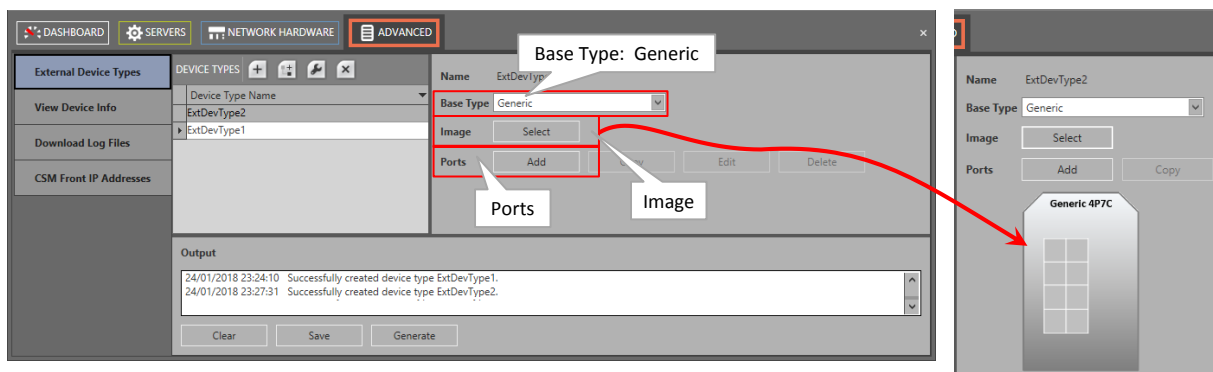 DASHBOARD SERVERS NETWORK HARDWARE ADVANCED ×
External Device Types
View Device Info
Download Log Files
CSM Front IP Addresses
DEVICE TYPES
Device Type Name
ExtDevType2
ExtDevType1
Name
Base Type: Generic
Base Type Generic
Image Select
Ports Add Edit Delete
Ports
Image
Output
24/01/2018 23:24:10 Successfully created device type ExtDevType1.
24/01/2018 23:27:31 Successfully created device type ExtDevType2.
Clear Save Generate
Name ExtDevType2
Base Type Generic
Image Select
Ports Add Copy
Generic 4P7C